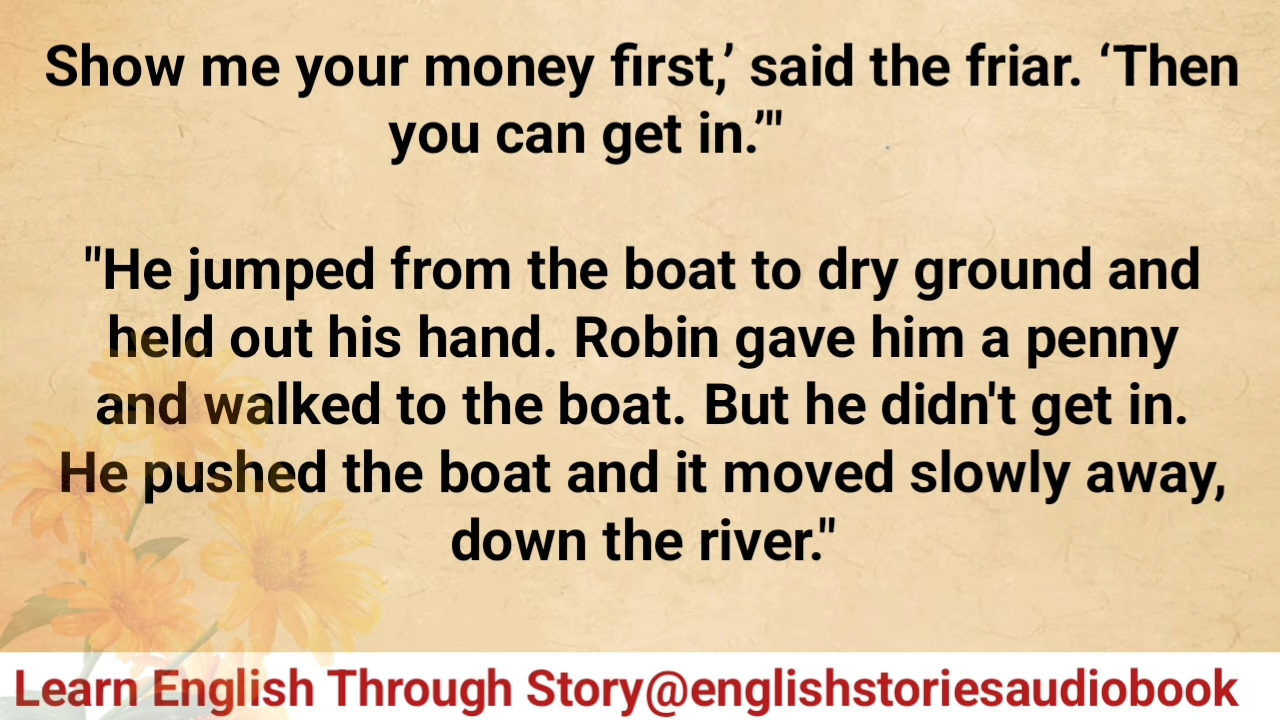 Show me your money first,’ said the friar. ‘Then
you can get in.’"
"He jumped from the boat to dry ground and
held out his hand. Robin gave him a penny
and walked to the boat. But he didn't get in.
He pushed the boat and it moved slowly away,
down the river."
Learn English Through Story@englishstoriesaudiobook